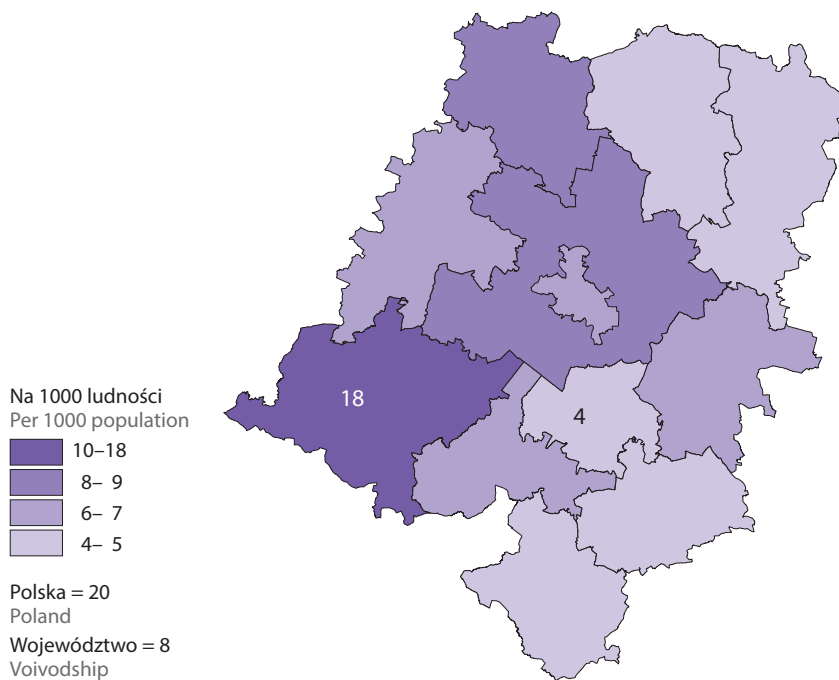 18
4
Na 1000 ludności
Per 1000 population
10–18
8– 9
6– 7
4– 5
Polska = 20
Poland
Województwo = 8
Voivodship